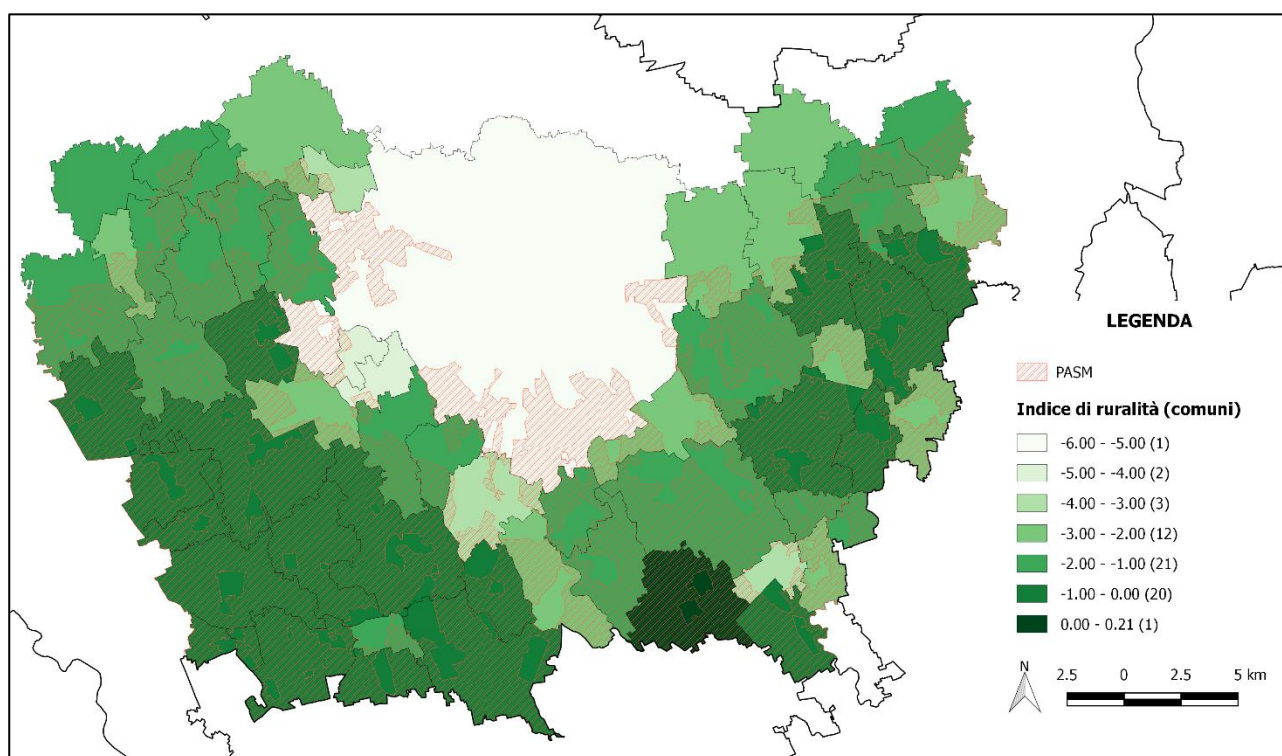 LEGENDA
PASM
Indice di ruralità (comuni)
-6.00 - -5.00 (1)
-5.00 - -4.00 (2)
-4.00 - -3.00 (3)
-3.00 - -2.00 (12)
-2.00 - -1.00 (21)
-1.00 - 0.00 (20)
0.00 - 0.21 (1)
N
2.5 0 2.5 5 km